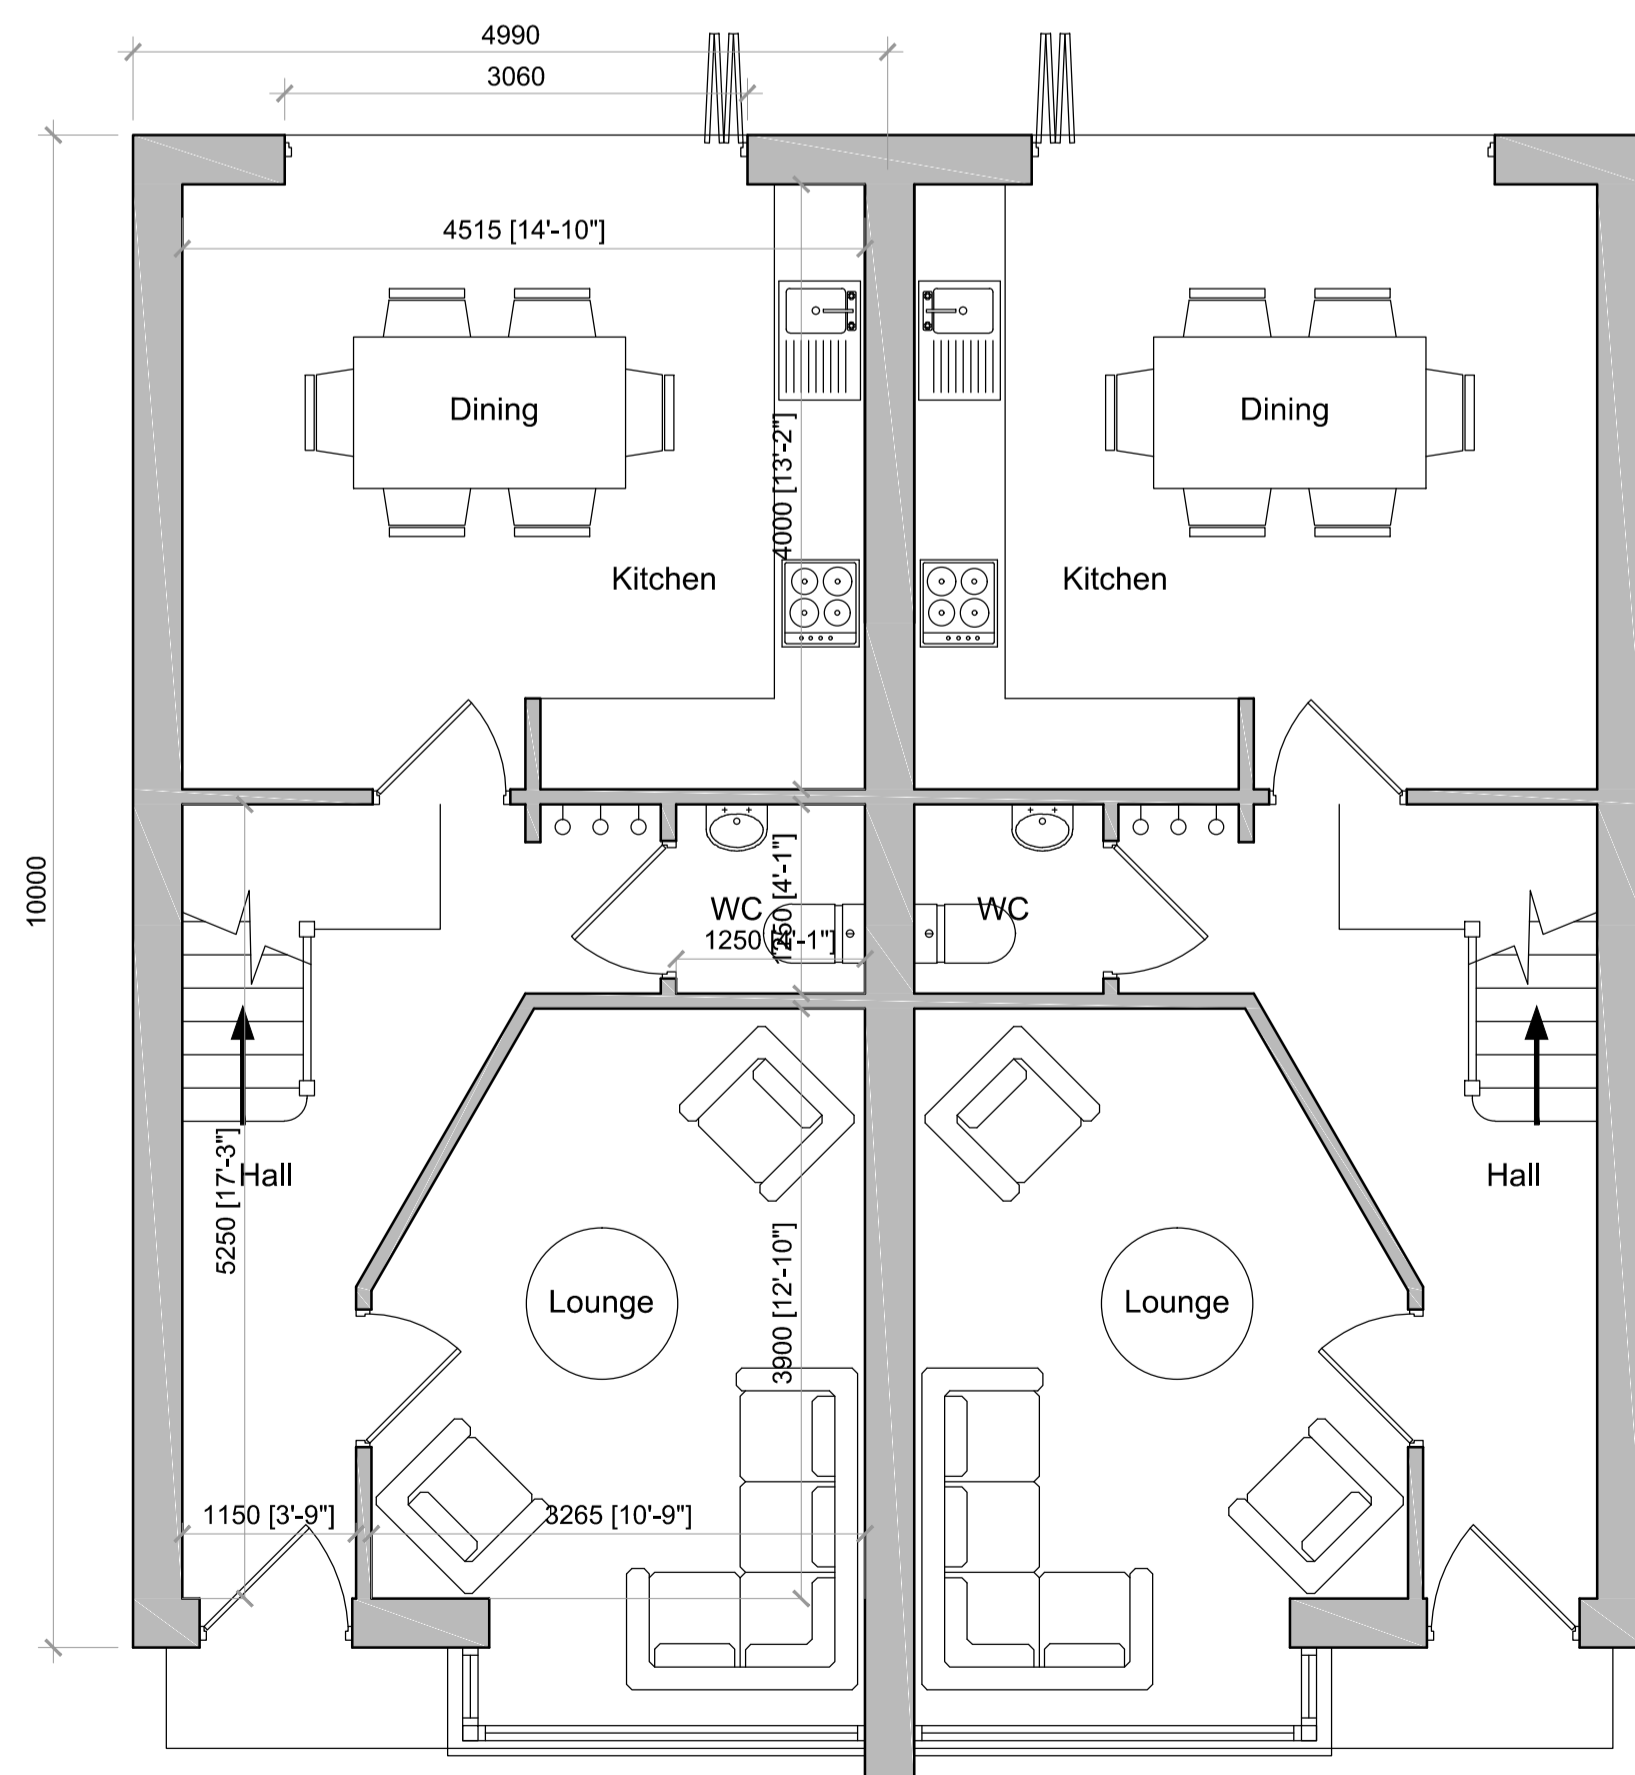 4990
3060
4515 [14'-10"]
Dining
Dining
4000 [13'-2"]
Kitchen
Kitchen
10000
1250 [4'-1"]
WC
WC
1250 [4'-1"]
5250 [17'-3"]
Hall
Hall
3900 [12'-10"]
Lounge
Lounge
1150 [3'-9"]
3265 [10'-9"]